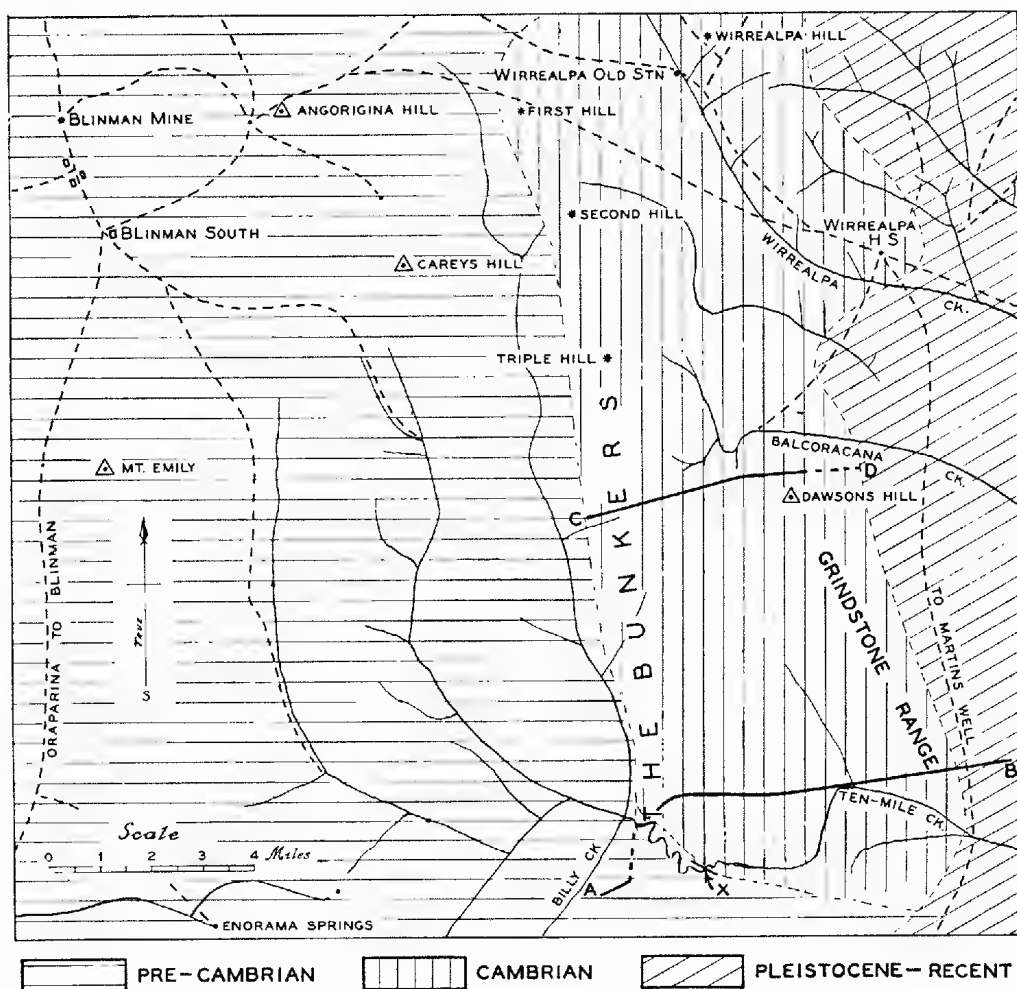 WIRREALPA HILL
WIRREALPA OLD STN
BLINMAN MINE
ANGORIGINA HILL
FIRST HILL
SECOND HILL
BLINMAN SOUTH
WIRREALPA
H S
CAREYS HILL
WIRREALPA
CK.
TRIPLE HILL
BALCORACANA
CK.
MT. EMILY
C
D
DAWSONS HILL
THE BUNKERS
GRINDSTONE
RANGE
TO MARTINS WELL
ORAPARINA TO BLINMAN
True
S
B
TEN-MILE CK.
Scale
0 1 2 4 Miles
A
BILLY CK
X
ENORAMA SPRINGS
PRE-CAMBRIAN
CAMBRIAN
PLEISTOCENE-RECENT